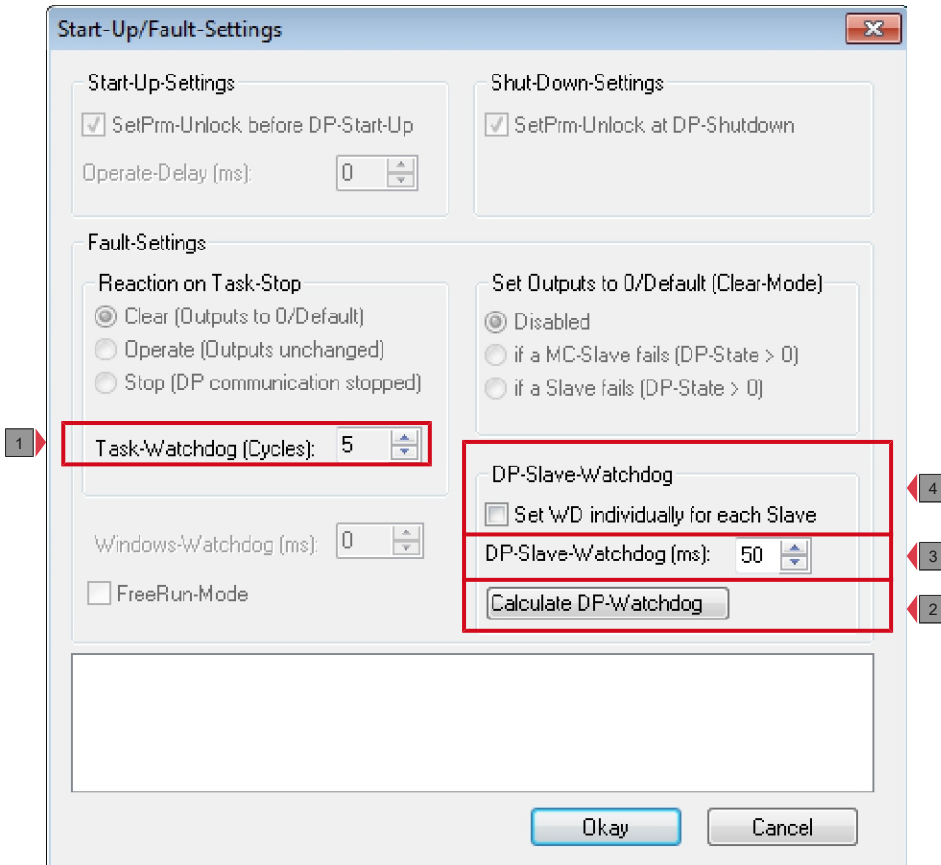 Start-Up/Fault-Settings
Start-Up-Settings
SetPrm-Unlock before DP-Start-Up
Operate-Delay (ms):
0
Shut-Down-Settings
SetPrm-Unlock at DP-Shutdown
Fault-Settings
Reaction on Task-Stop
Clear (Outputs to 0/Default)
Operate (Outputs unchanged)
Stop (DP communication stopped)
1
Task-Watchdog (Cycles):
5
Windows-Watchdog (ms):
0
FreeRun-Mode
Set Outputs to 0/Default (Clear-Mode)
Disabled
if a MC-Slave fails (DP-State > 0)
if a Slave fails (DP-State > 0)
DP-Slave-Watchdog
4
Set WD individually for each Slave
DP-Slave-Watchdog (ms):
50
3
Calculate DP-Watchdog
2
Okay
Cancel